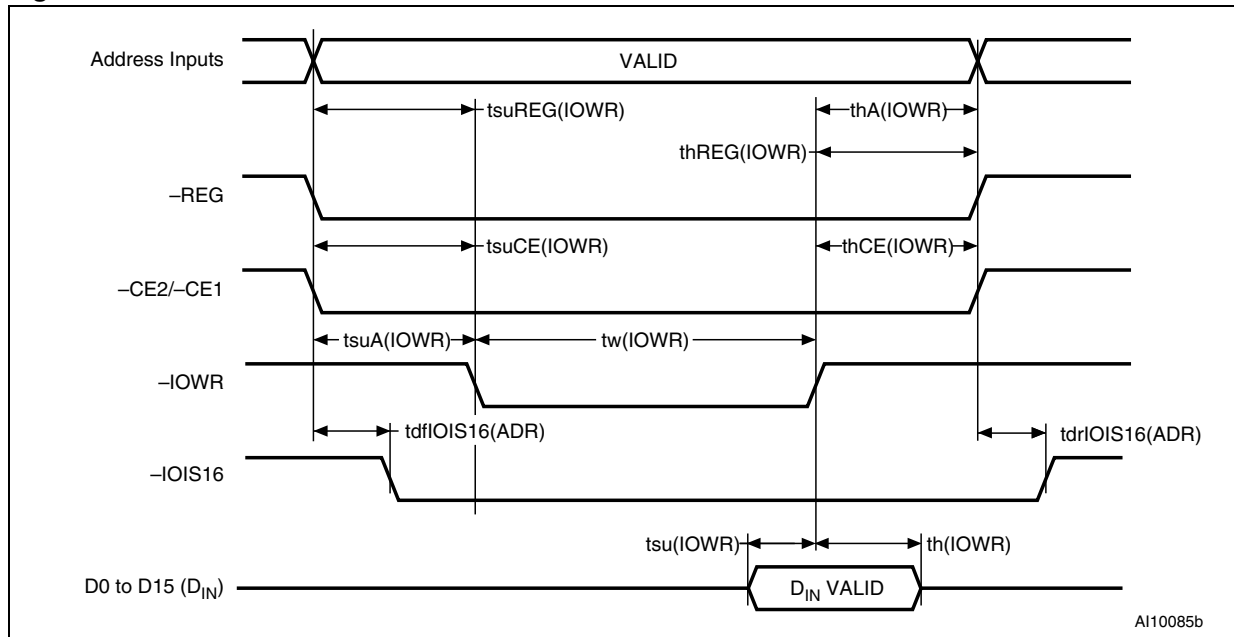 Address Inputs
VALID
tsuREG(IOWR)
thA(IOWR)
thREG(IOWR)
–REG
tsuCE(IOWR)
thCE(IOWR)
–CE2/–CE1
tsuA(IOWR)
tw(IOWR)
–IOWR
tdfIOIS16(ADR)
tdrIOIS16(ADR)
–IOIS16
tsu(IOWR)
th(IOWR)
D0 to D15 (DIN)
DIN VALID
AI10085b